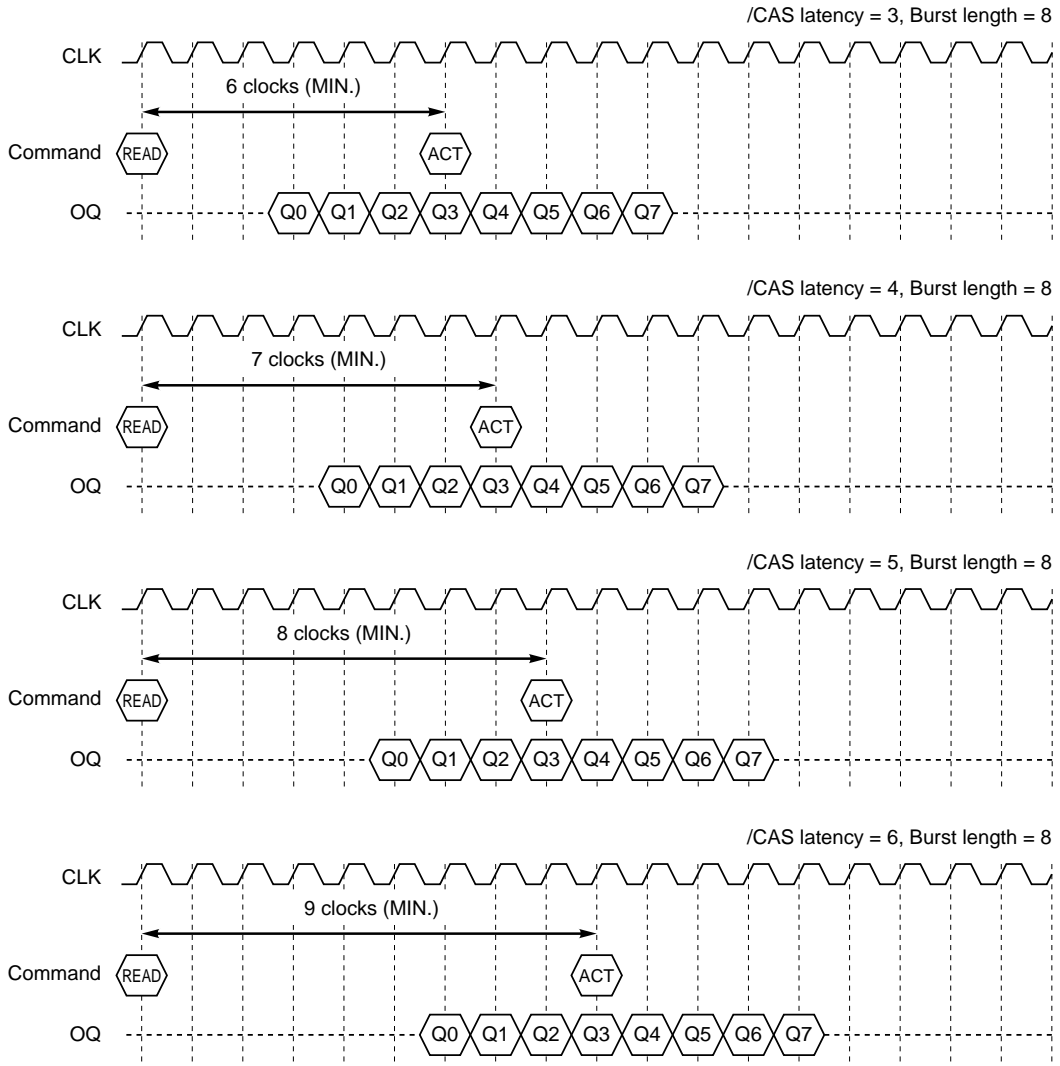 /CAS latency = 3, Burst length = 8
CLK
6 clocks (MIN.)
Command READ ACT
OQ Q0 Q1 Q2 Q3 Q4 Q5 Q6 Q7
/CAS latency = 4, Burst length = 8
CLK
7 clocks (MIN.)
Command READ ACT
OQ Q0 Q1 Q2 Q3 Q4 Q5 Q6 Q7
/CAS latency = 5, Burst length = 8
CLK
8 clocks (MIN.)
Command READ ACT
OQ Q0 Q1 Q2 Q3 Q4 Q5 Q6 Q7
/CAS latency = 6, Burst length = 8
CLK
9 clocks (MIN.)
Command READ ACT
OQ Q0 Q1 Q2 Q3 Q4 Q5 Q6 Q7